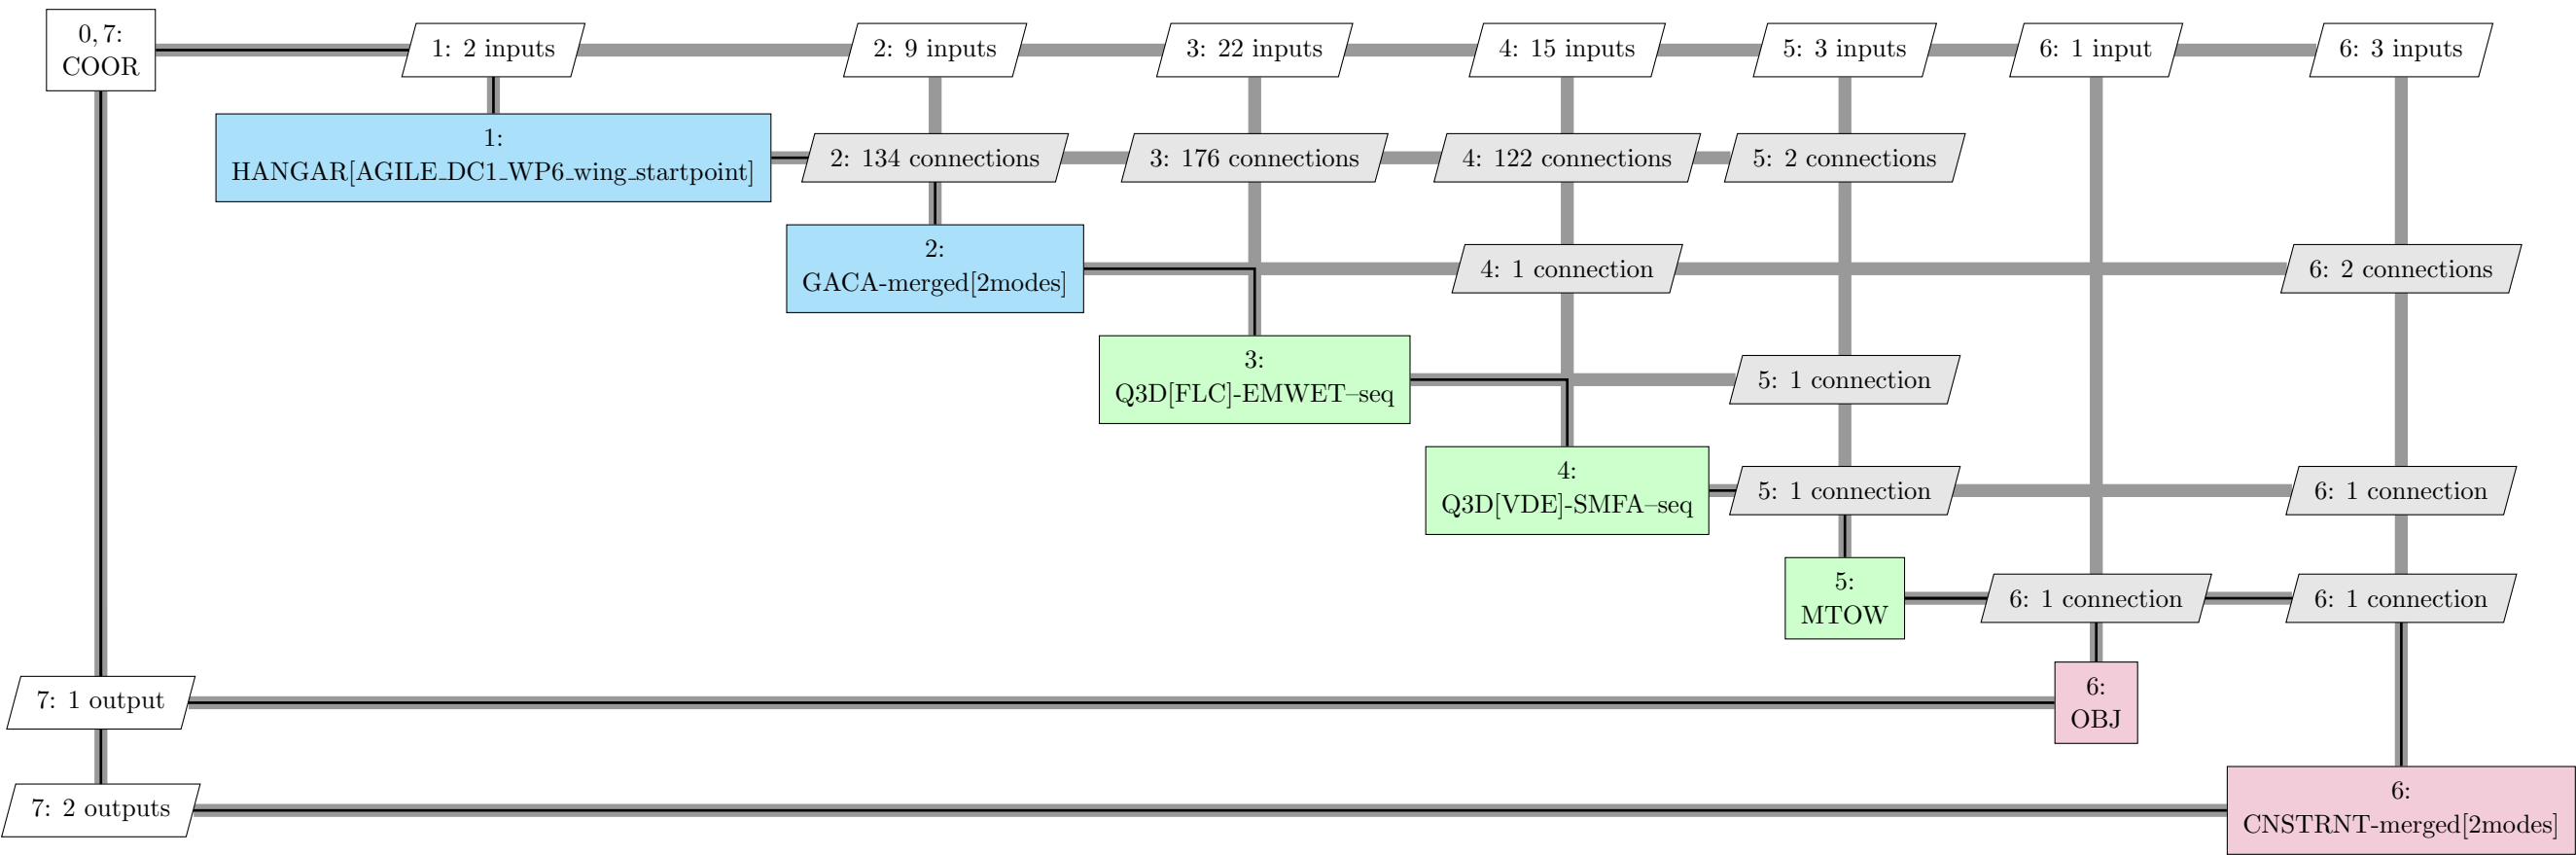 0, 7:
COOR
1: 2 inputs
2: 9 inputs
3: 22 inputs
4: 15 inputs
5: 3 inputs
6: 1 input
6: 3 inputs
1:
HANGAR[AGILE_DC1_WP6_wing_startpoint]
2: 134 connections
3: 176 connections
4: 122 connections
5: 2 connections
2:
GACA-merged[2modes]
4: 1 connection
6: 2 connections
3:
Q3D[FLC]-EMWET–seq
5: 1 connection
4:
Q3D[VDE]-SMFA–seq
5: 1 connection
6: 1 connection
5:
MTOW
6: 1 connection
6: 1 connection
7: 1 output
6:
OBJ
7: 2 outputs
6:
CNSTRNT-merged[2modes]